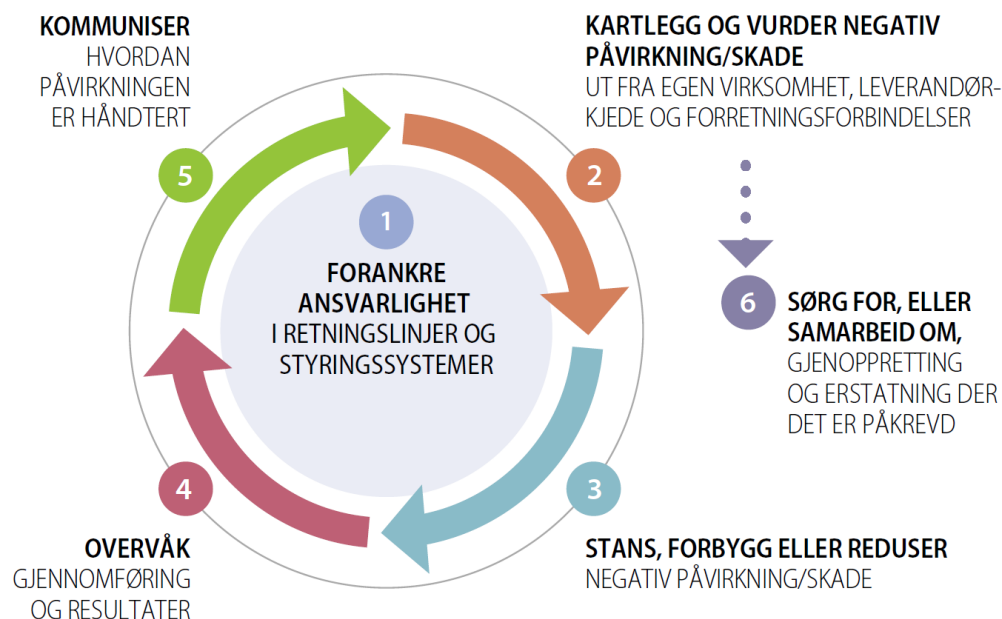 1
FORANKRE
ANSVARLIGHET
I RETNINGSLINJER OG
STYRINGSSYSTEMER
2
KARTLEGG OG VURDER NEGATIV
PÅVIRKNING/SKADE
UT FRA EGEN VIRKSOMHET, LEVERANDØR-
KJEDE OG FORRETNINGSFORBINDELSER
3
STANS, FORBYGG ELLER REDUSER
NEGATIV PÅVIRKNING/SKADE
4
OVERVÅK
GJENNOMFØRING
OG RESULTATER
5
KOMMUNISER
HVORDAN
PÅVIRKNINGEN
ER HÅNDTERT
6
SØRG FOR, ELLER
SAMARBEID OM,
GJENOPPRETTING
OG ERSTATNING DER
DET ER PÅKREVD